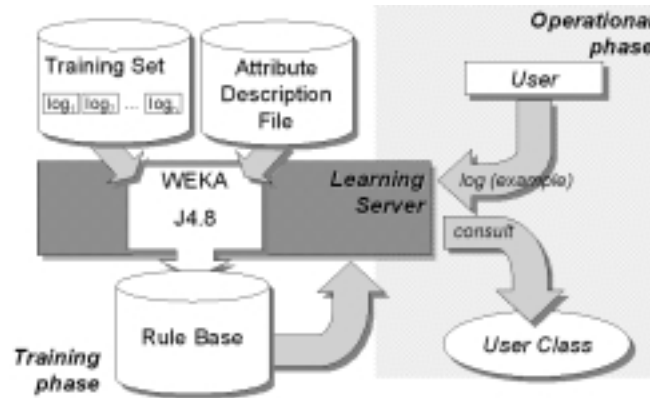 Operational
phase
Training Set
log₁ log₂ ... logₙ
Attribute
Description
File
User
WEKA
J4.8
Learning
Server
log (example)
consult
Rule Base
Training
phase
User Class